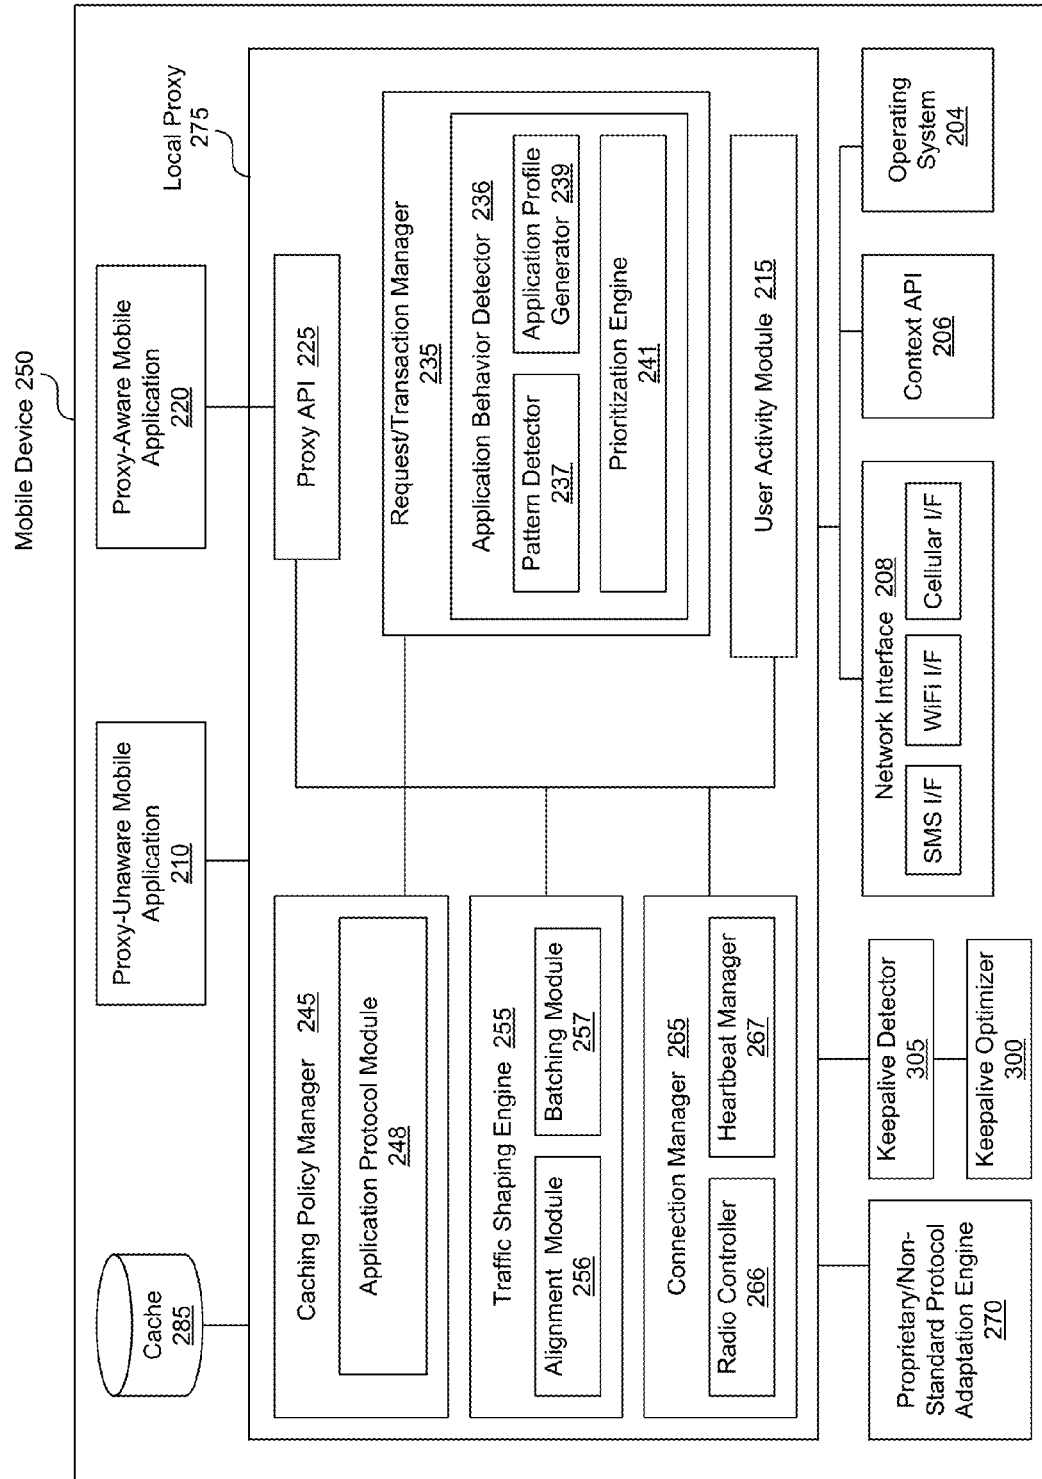 Mobile Device 250
Cache
285
Proxy-Unaware Mobile
Application
210
Proxy-Aware Mobile
Application
220
Local Proxy
275
Caching Policy Manager 245
Application Protocol Module
248
Traffic Shaping Engine 255
Alignment Module
256
Batching Module
257
Connection Manager 265
Radio Controller
266
Heartbeat Manager
267
Proxy API 225
Request/Transaction Manager
235
Application Behavior Detector 236
Pattern Detector
237
Application Profile
Generator 239
Prioritization Engine
241
User Activity Module 215
Proprietary/Non-
Standard Protocol
Adaptation Engine
270
Keepalive Detector
305
Keepalive Optimizer
300
Network Interface 208
SMS I/F
WiFi I/F
Cellular I/F
Context API
206
Operating
System
204